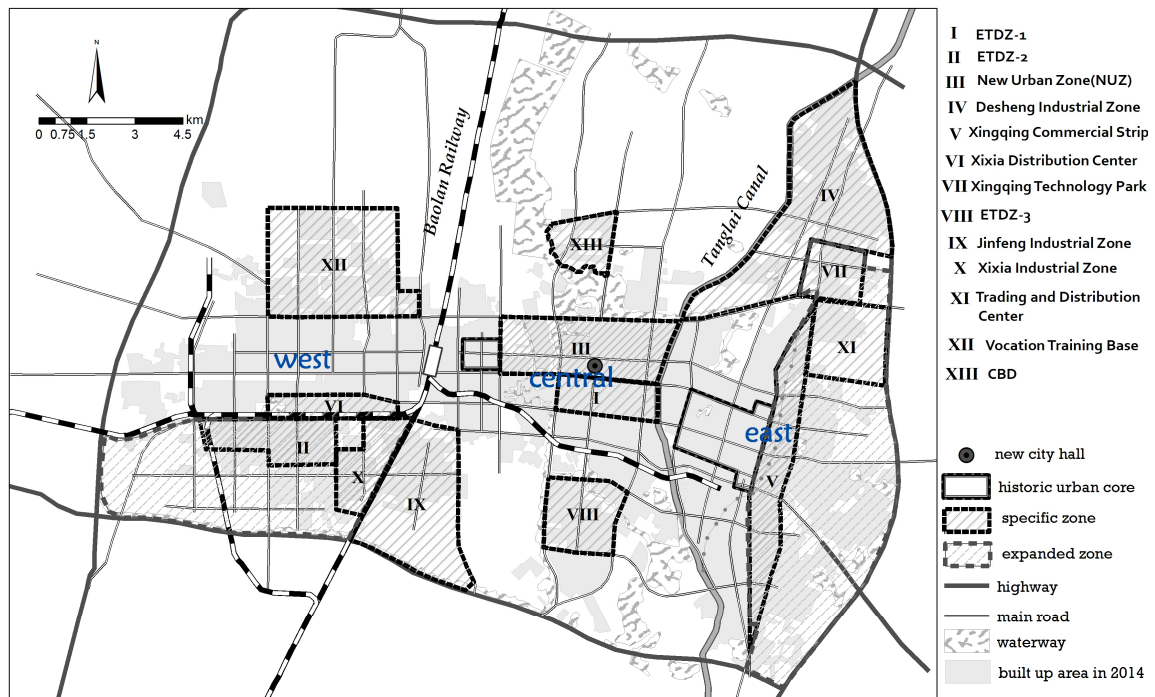 N
km
0 0.75 1.5 3 4.5
Baolan Railway
Tanglai Canal
IV
XIII
XII
VII
west
III
central
XI
I
VI
east
II
X
V
IX
VIII
I ETDZ-1
II ETDZ-2
III New Urban Zone(NUZ)
IV Desheng Industrial Zone
V Xingqing Commercial Strip
VI Xixia Distribution Center
VII Xingqing Technology Park
VIII ETDZ-3
IX Jinfeng Industrial Zone
X Xixia Industrial Zone
XI Trading and Distribution
Center
XII Vocation Training Base
XIII CBD
new city hall
historic urban core
specific zone
expanded zone
highway
main road
waterway
built up area in 2014